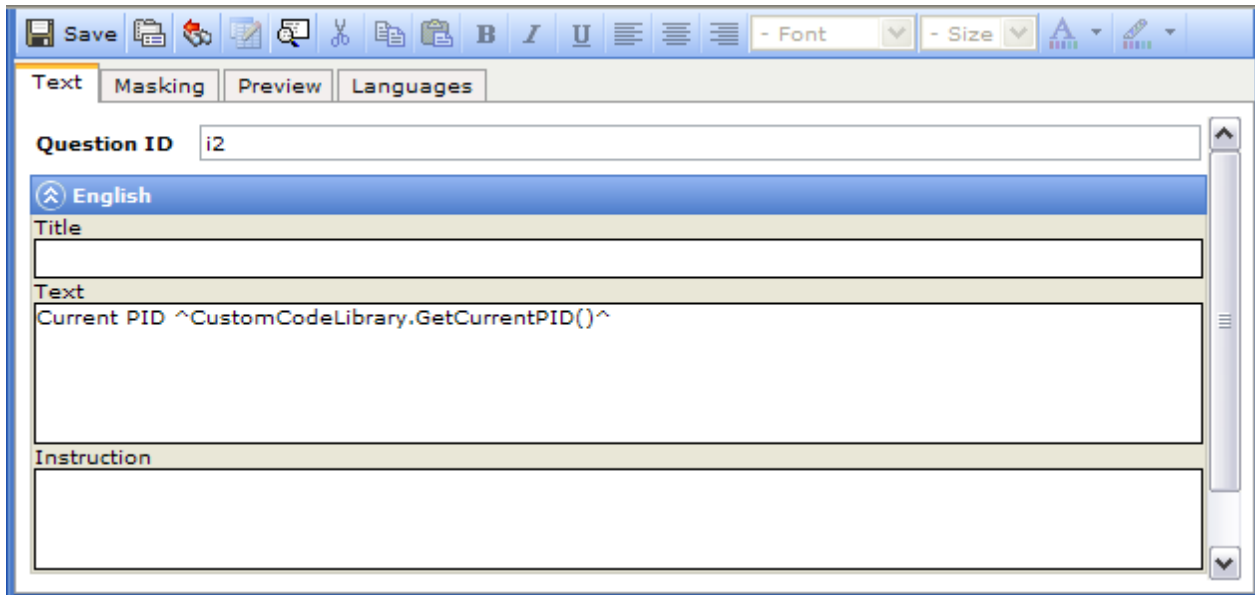 Save B I U - Font - Size A
Text Masking Preview Languages
Question ID i2
English
Title
Text
Current PID ^CustomCodeLibrary.GetCurrentPID()^
Instruction